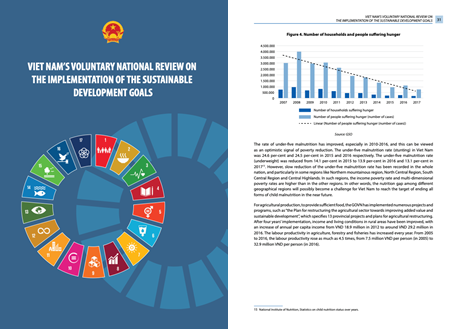 VIET NAM'S VOLUNTARY NATIONAL REVIEW ON
THE IMPLEMENTATION OF THE SUSTAINABLE
DEVELOPMENT GOALS
VIET NAM'S VOLUNTARY NATIONAL REVIEW ON
THE IMPLEMENTATION OF THE SUSTAINABLE DEVELOPMENT GOALS
31
Figure 4. Number of households and people suffering hunger
4.500.000
4.000.000
3.500.000
3.000.000
2.500.000
2.000.000
1.500.000
1.000.000
500.000
0
2007 2008 2009 2010 2011 2012 2013 2014 2015 2016 2017
Number of households suffering hunger
Number of people suffering hunger (number of cases)
Linear (Number of people suffering hunger (number of cases))
Source: GSO
The rate of under-five malnutrition has improved, especially in 2010-2016, and this can be viewed
as an optimistic signal of poverty reduction. The under-five malnutrition rate (stunting) in Viet Nam
was 24.6 per cent and 24.5 per cent in 2015 and 2016 respectively. The under-five malnutrition rate
(underweight) was reduced from 14.1 per cent in 2015 to 13.9 per cent in 2016 and 13.1 per cent in
2017. However, slow reduction of the under-five malnutrition rate has been recorded in the whole
nation, and particularly in some regions like Northern mountainous region, North Central Region, South
Central Region and Central Highlands. In such regions, the income poverty rate and multi-dimensional
poverty rates are higher than in the other regions. In other words, the nutrition gap among different
geographical regions will possibly become a challenge for Viet Nam to reach the target of ending all
forms of child malnutrition in the near future.
For agricultural production, to provide sufficient food, the GOVN has implemented numerous projects and
programs, such as "the Plan for restructuring the agricultural sector towards improving added value and
sustainable development", which specifies 15 provincial projects and plans for agricultural restructuring.
After four years' implementation, income and living conditions in rural areas have been improved, with
an increase of annual per capita income from VND 18.9 million in 2012 to around VND 29.2 million in
2016. The labour productivity in agriculture, forestry and fisheries has increased every year. From 2005
to 2016, the labour productivity rose as much as 4.5 times, from 7.5 million VND per person (in 2005) to
32.9 million VND per person (in 2016).
15 National Institute of Nutrition, Statistics on child nutrition status over years.